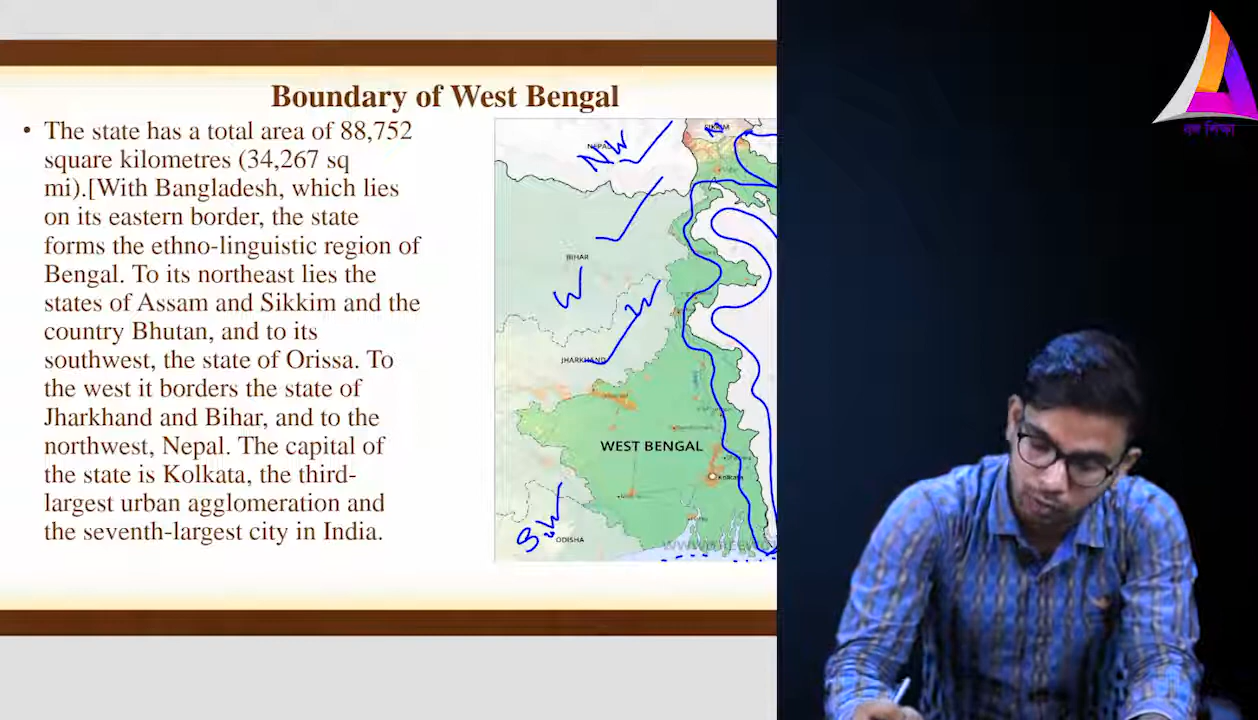 Boundary of West Bengal
• The state has a total area of 88,752
square kilometres (34,267 sq
mi).[With Bangladesh, which lies
on its eastern border, the state
forms the ethno-linguistic region of
Bengal. To its northeast lies the
states of Assam and Sikkim and the
country Bhutan, and to its
southwest, the state of Orissa. To
the west it borders the state of
Jharkhand and Bihar, and to the
northwest, Nepal. The capital of
the state is Kolkata, the third-
largest urban agglomeration and
the seventh-largest city in India.
SIKKIM
N
NEPAL
NW
BIHAR
W
W
JHARKHAND
WEST BENGAL
Kolkata
S.W
ODISHA
বঙ্গ শিক্ষা